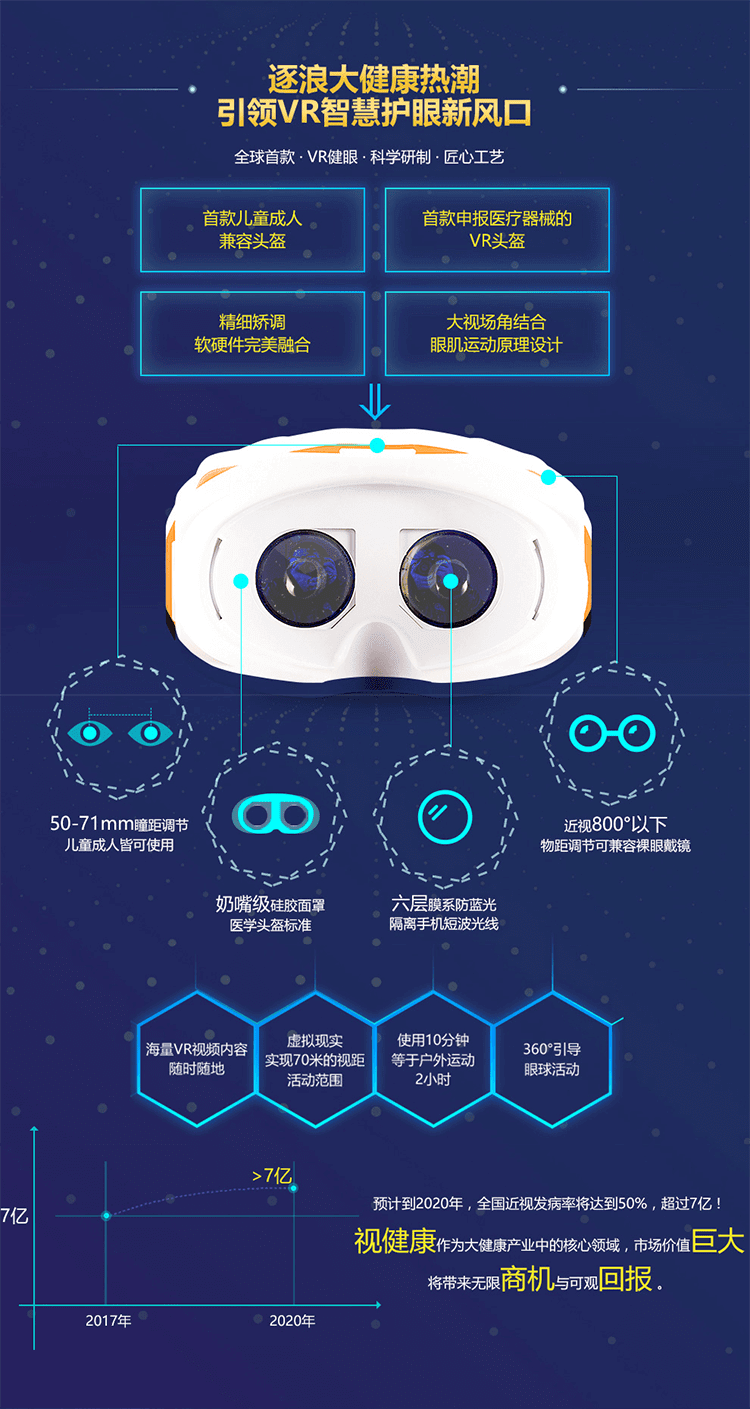 逐浪大健康热潮
引领VR智慧护眼新风口
全球首款 · VR健眼 · 科学研制 · 匠心工艺
首款儿童成人
兼容头盔
首款申报医疗器械的
VR头盔
精细矫调
软硬件完美融合
大视场角结合
眼肌运动原理设计
50-71mm瞳距调节
儿童成人皆可使用
奶嘴级硅胶面罩
医学头盔标准
六层膜系防蓝光
隔离手机短波光线
近视800°以下
物距调节可兼容裸眼戴镜
海量VR视频内容
随时随地
虚拟现实
实现70米的视距
活动范围
使用10分钟
等于户外运动
2小时
360°引导
眼球活动
>7亿
7亿
2017年
2020年
预计到2020年，全国近视发病率将达到50%，超过7亿！
视健康作为大健康产业中的核心领域，市场价值巨大
将带来无限商机与可观回报。